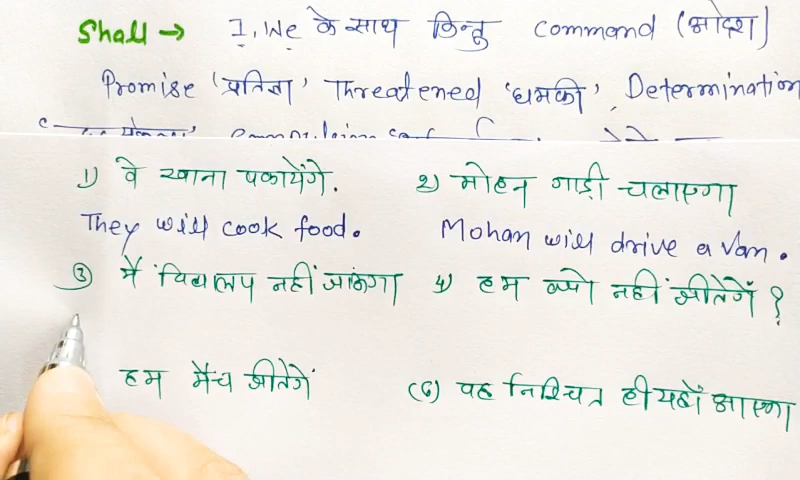 Shall → I, We के साथ किन्तु Command (आदेश)
Promise 'प्रतिज्ञा' Threatened 'धमकी', Determination
1) वे खाना पकायेंगे.
2) मोहन गाड़ी चलाएगा
They will cook food.
Mohan will drive a Van.
3) मैं विद्यालय नहीं जाऊंगा
4) हम क्यो नहीं जीतेगें ?
हम मैच जीतेगें
(6) वह निश्चित ही यहाँ आएगा